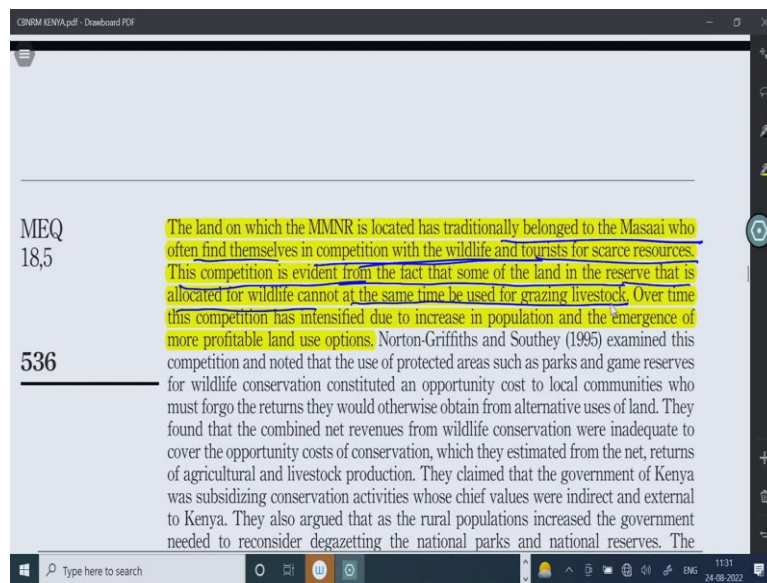 CBNRM KENYA.pdf - Drawboard PDF
MEQ
18,5
536
The land on which the MMNR is located has traditionally belonged to the Masaai who
often find themselves in competition with the wildlife and tourists for scarce resources.
This competition is evident from the fact that some of the land in the reserve that is
allocated for wildlife cannot at the same time be used for grazing livestock. Over time
this competition has intensified due to increase in population and the emergence of
more profitable land use options. Norton-Griffiths and Southey (1995) examined this
competition and noted that the use of protected areas such as parks and game reserves
for wildlife conservation constituted an opportunity cost to local communities who
must forgo the returns they would otherwise obtain from alternative uses of land. They
found that the combined net revenues from wildlife conservation were inadequate to
cover the opportunity costs of conservation, which they estimated from the net, returns
of agricultural and livestock production. They claimed that the government of Kenya
was subsidizing conservation activities whose chief values were indirect and external
to Kenya. They also argued that as the rural populations increased the government
needed to reconsider degazetting the national parks and national reserves. The
Type here to search
ENG
11:31
24-08-2022